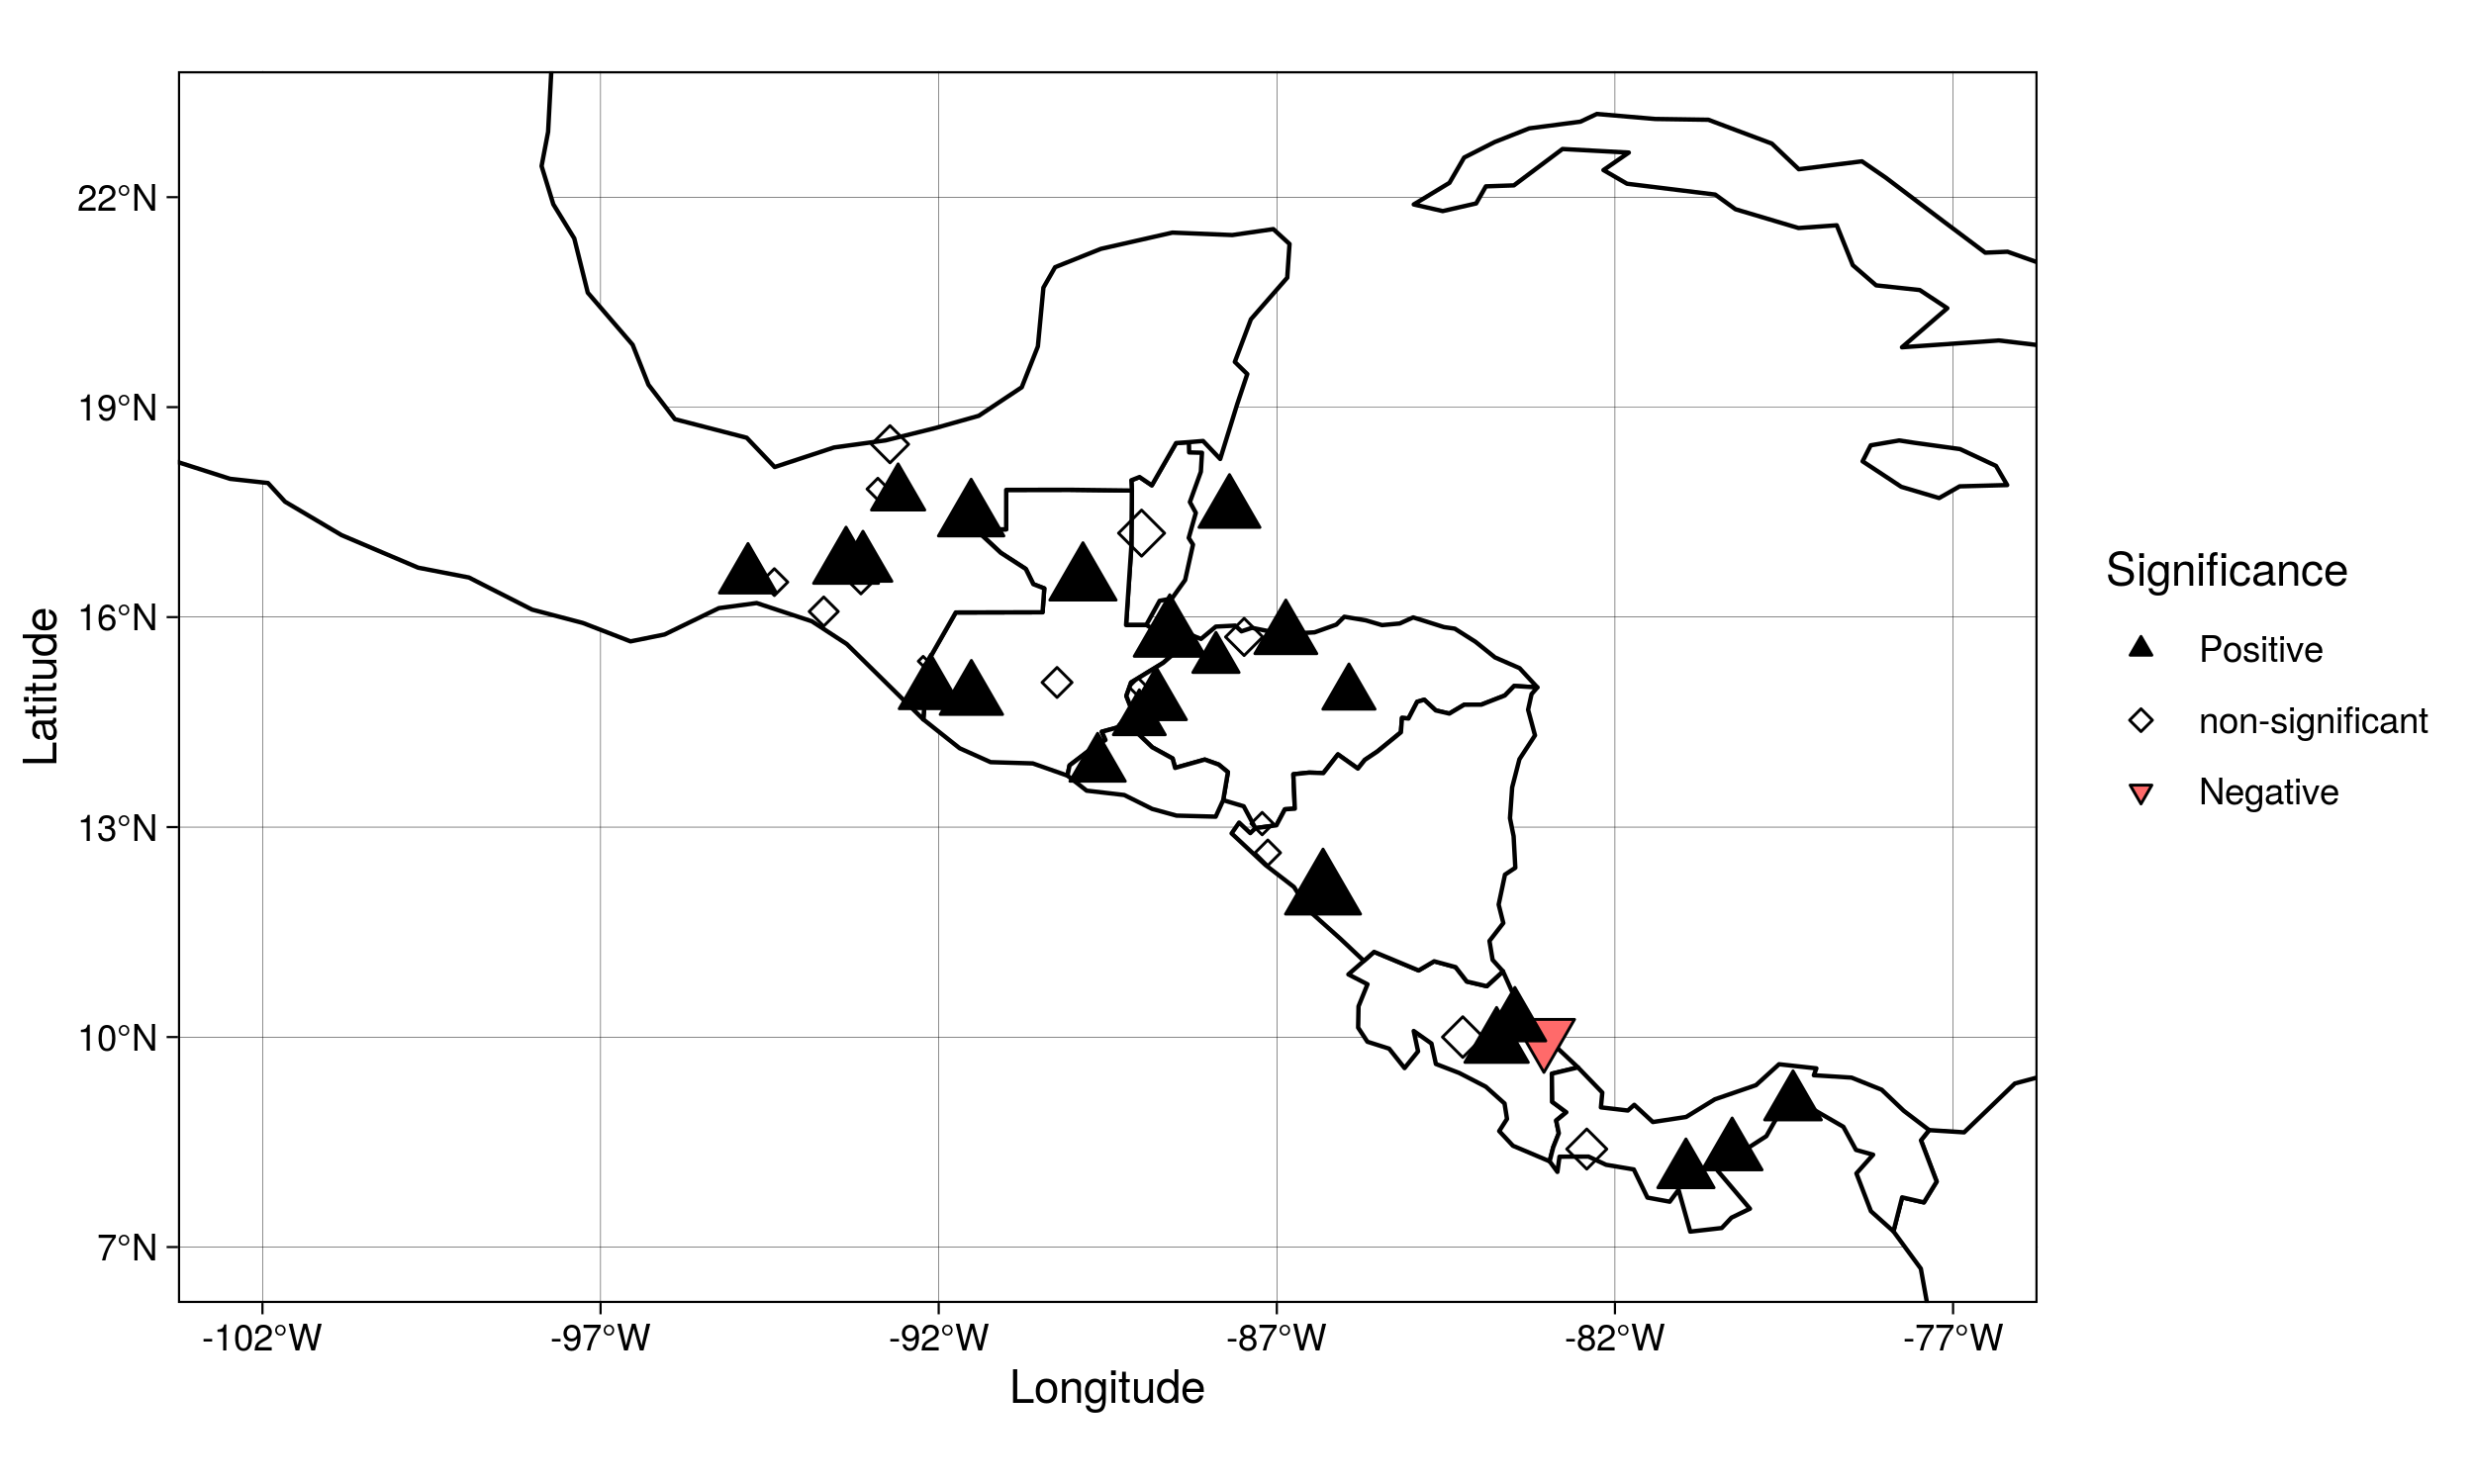 22°N
19°N
16°N
13°N
10°N
7°N
Latitude
-102°W
-97°W
-92°W
-87°W
-82°W
-77°W
Longitude
Significance
Positive
non-significant
Negative